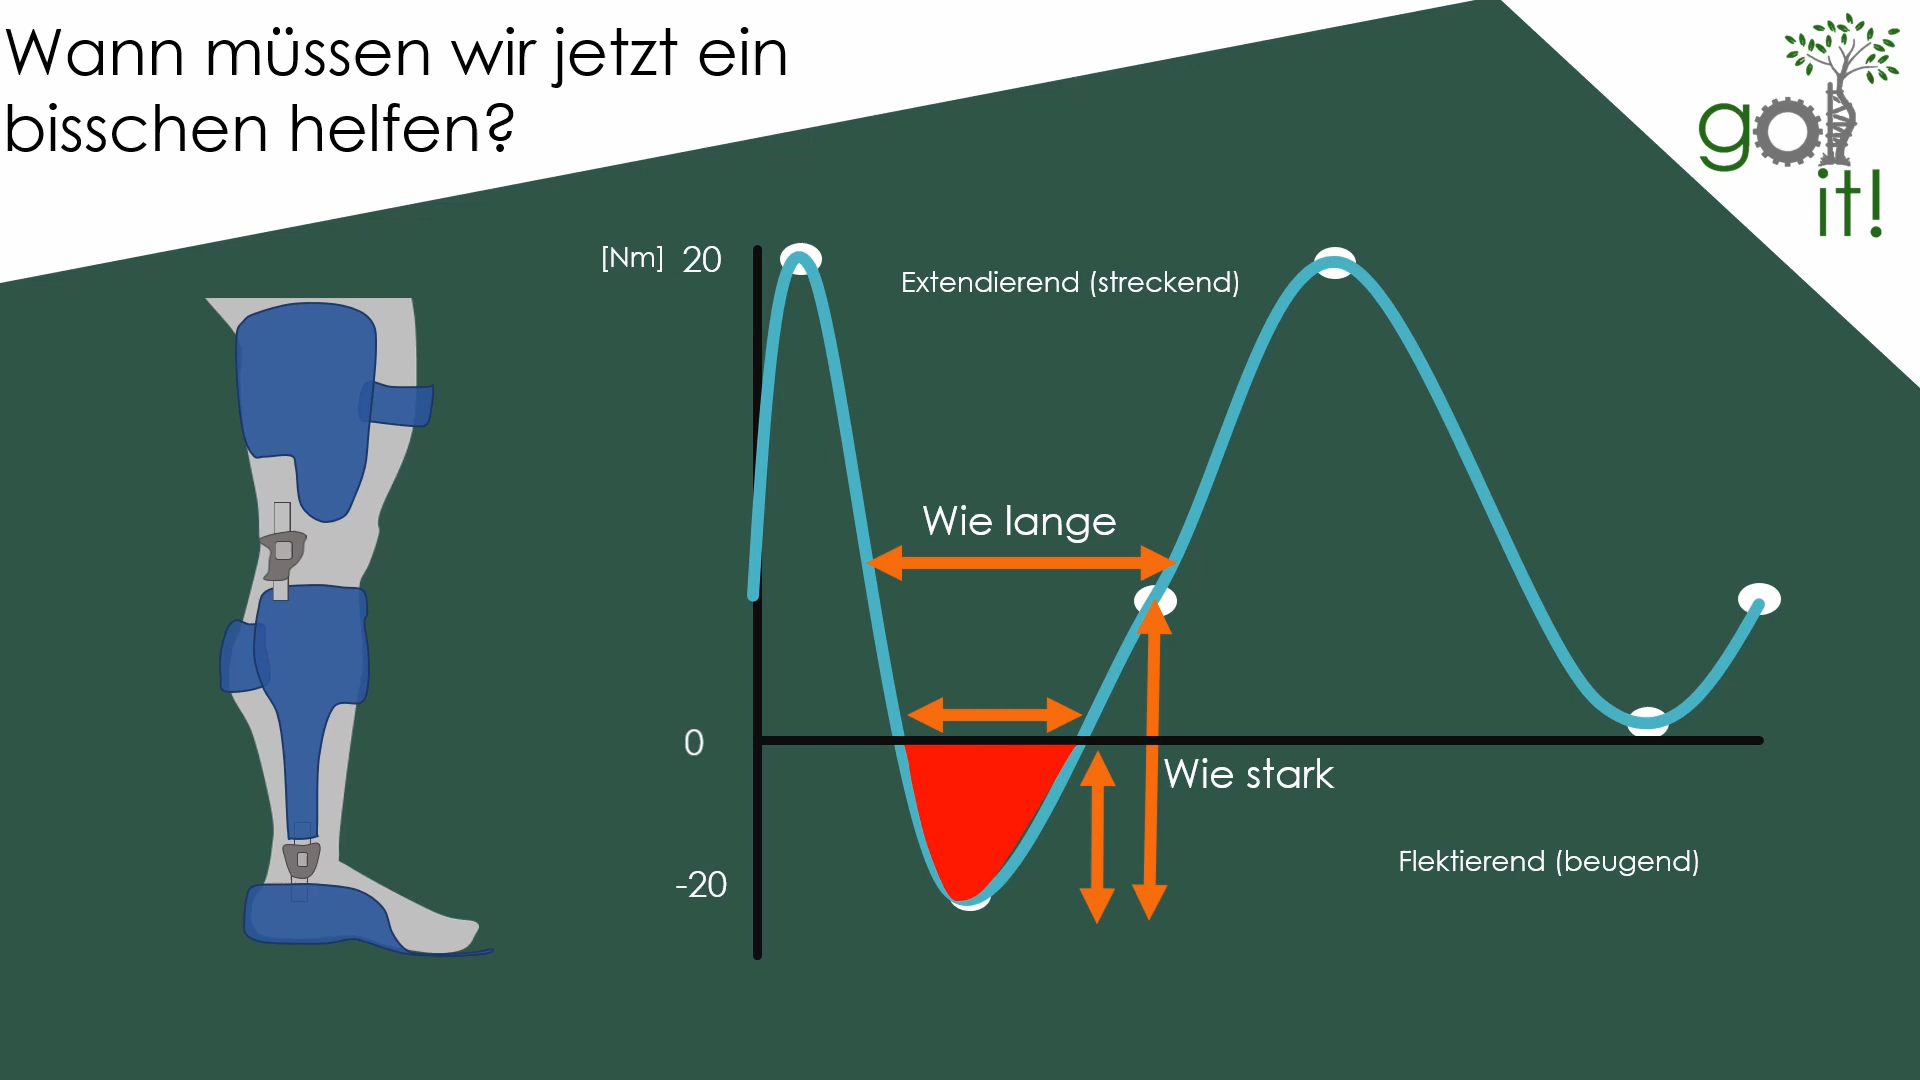 Wann müssen wir jetzt ein
bisschen helfen?
go
it!
[Nm] 20
Extendierend (streckend)
Wie lange
0
Wie stark
Flektierend (beugend)
-20